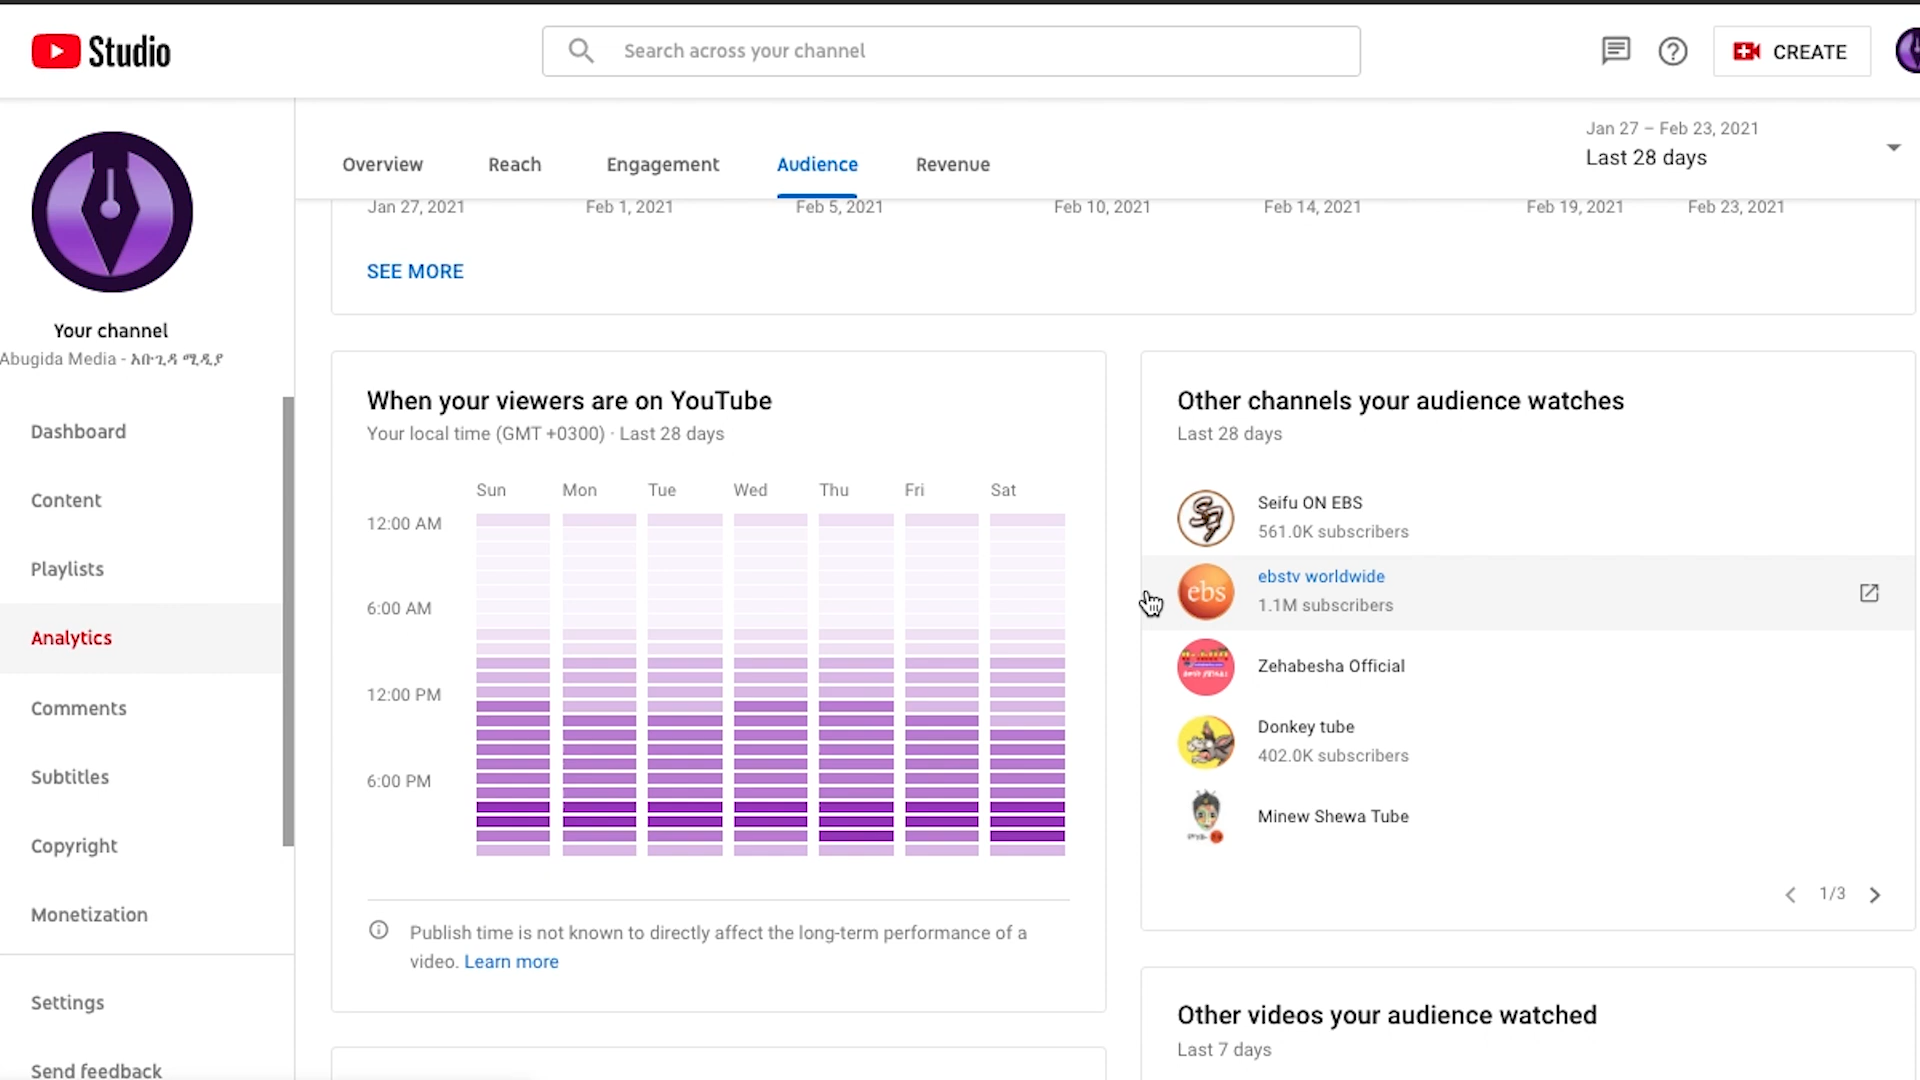 Studio
Search across your channel
CREATE
Your channel
Abugida Media - አቡጊዳ ሚዲያ
Dashboard
Content
Playlists
Analytics
Comments
Subtitles
Copyright
Monetization
Settings
Send feedback
Overview Reach Engagement Audience Revenue
Jan 27 – Feb 23, 2021
Last 28 days
Jan 27, 2021 Feb 1, 2021 Feb 5, 2021 Feb 10, 2021 Feb 14, 2021 Feb 19, 2021 Feb 23, 2021
SEE MORE
When your viewers are on YouTube
Your local time (GMT +0300) · Last 28 days
Sun Mon Tue Wed Thu Fri Sat
12:00 AM
6:00 AM
12:00 PM
6:00 PM
Publish time is not known to directly affect the long-term performance of a
video. Learn more
Other channels your audience watches
Last 28 days
Seifu ON EBS
561.0K subscribers
ebs
ebstv worldwide
1.1M subscribers
Zehabesha Official
Donkey tube
402.0K subscribers
Minew Shewa Tube
1/3
Other videos your audience watched
Last 7 days